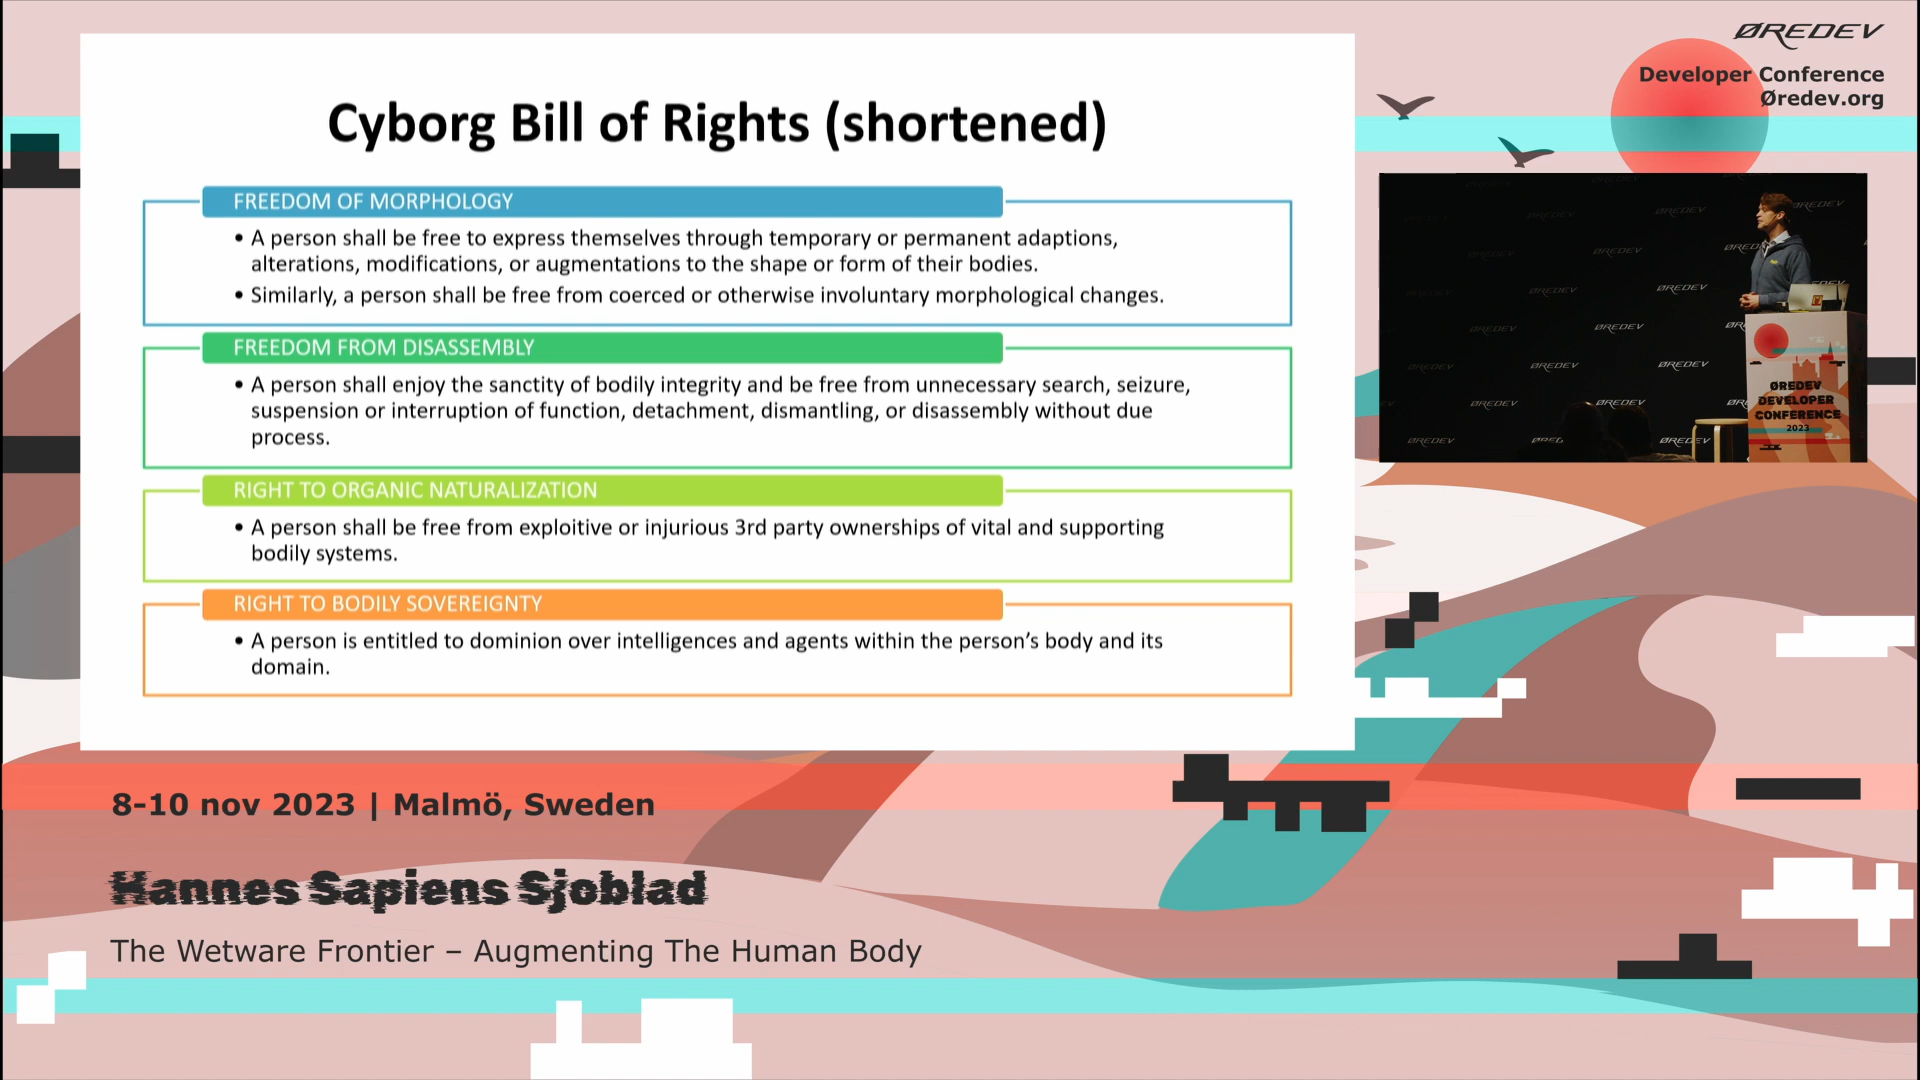 ØREDEV
Developer Conference
Øredev.org
Cyborg Bill of Rights (shortened)
FREEDOM OF MORPHOLOGY
• A person shall be free to express themselves through temporary or permanent adaptions,
alterations, modifications, or augmentations to the shape or form of their bodies.
• Similarly, a person shall be free from coerced or otherwise involuntary morphological changes.
FREEDOM FROM DISASSEMBLY
• A person shall enjoy the sanctity of bodily integrity and be free from unnecessary search, seizure,
suspension or interruption of function, detachment, dismantling, or disassembly without due
process.
RIGHT TO ORGANIC NATURALIZATION
• A person shall be free from exploitive or injurious 3rd party ownerships of vital and supporting
bodily systems.
RIGHT TO BODILY SOVEREIGNTY
• A person is entitled to dominion over intelligences and agents within the person's body and its
domain.
ØREDEV
DEVELOPER
CONFERENCE
2023
8-10 nov 2023 | Malmö, Sweden
Hannes Sapiens Sjoblad
The Wetware Frontier – Augmenting The Human Body